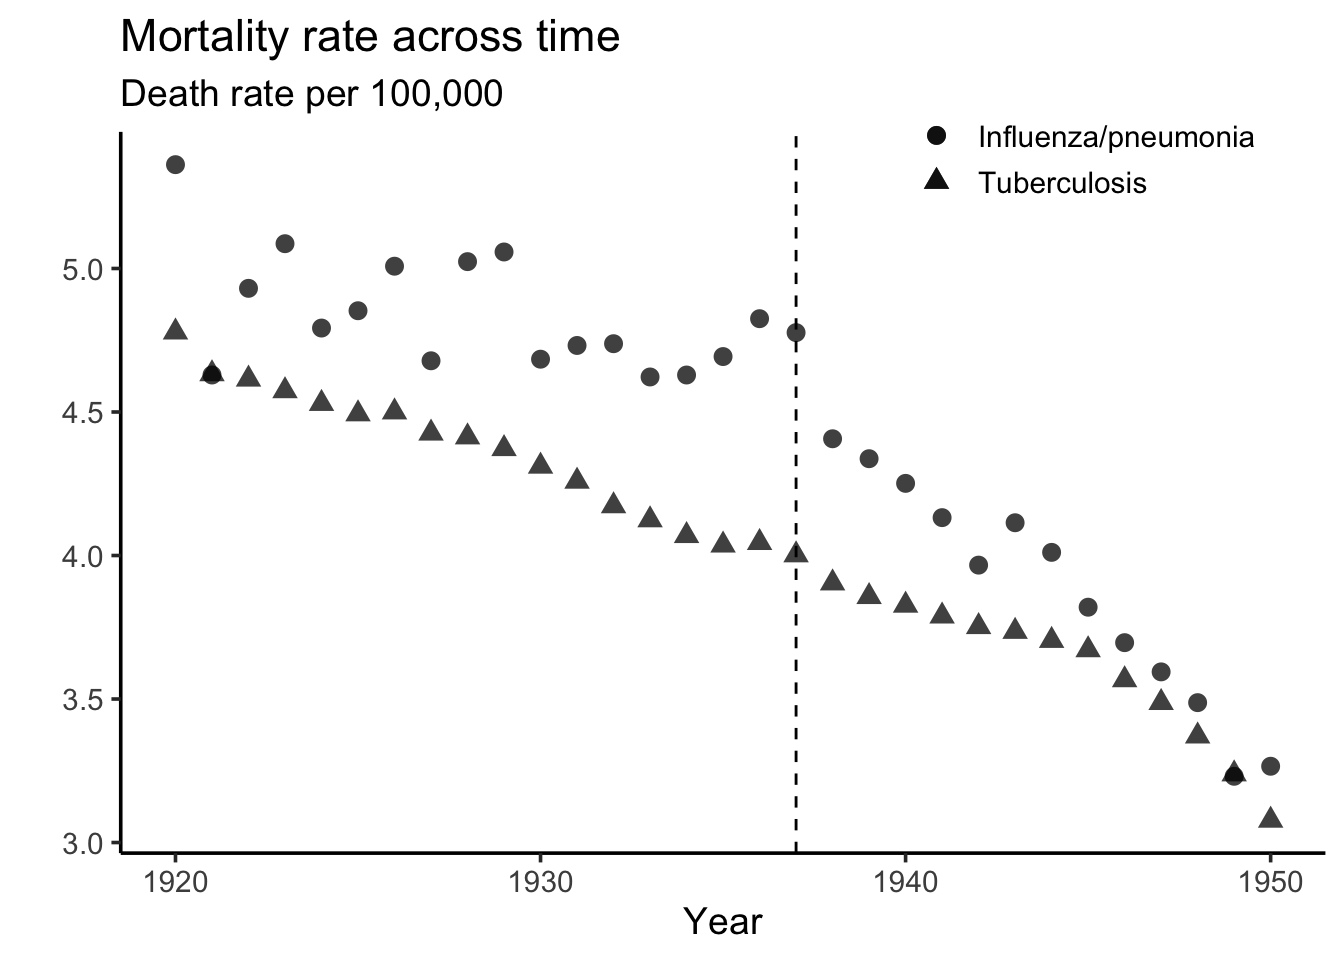 Mortality rate across time
Death rate per 100,000
Influenza/pneumonia
Tuberculosis
5.0
4.5
4.0
3.5
3.0
1920 1930 1940 1950
Year